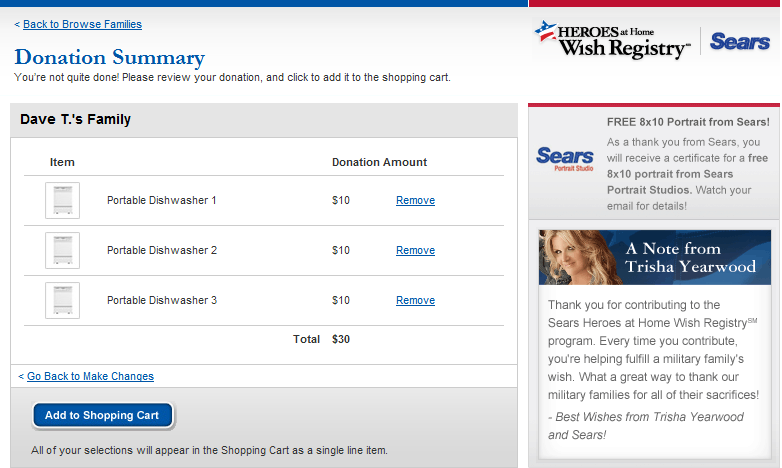 < Back to Browse Families
Donation Summary
You're not quite done! Please review your donation, and click to add it to the shopping cart.
HEROES at Home
Wish Registry℠
Sears
Dave T.'s Family
Item Donation Amount
Portable Dishwasher 1 $10 Remove
Portable Dishwasher 2 $10 Remove
Portable Dishwasher 3 $10 Remove
Total $30
< Go Back to Make Changes
Add to Shopping Cart
All of your selections will appear in the Shopping Cart as a single line item.
Sears
Portrait Studio
FREE 8x10 Portrait from Sears!
As a thank you from Sears, you
will receive a certificate for a free
8x10 portrait from Sears
Portrait Studios. Watch your
email for details!
A Note from
Trisha Yearwood
Thank you for contributing to the
Sears Heroes at Home Wish Registry℠
program. Every time you contribute,
you're helping fulfill a military family's
wish. What a great way to thank our
military families for all of their sacrifices!
- Best Wishes from Trisha Yearwood
and Sears!